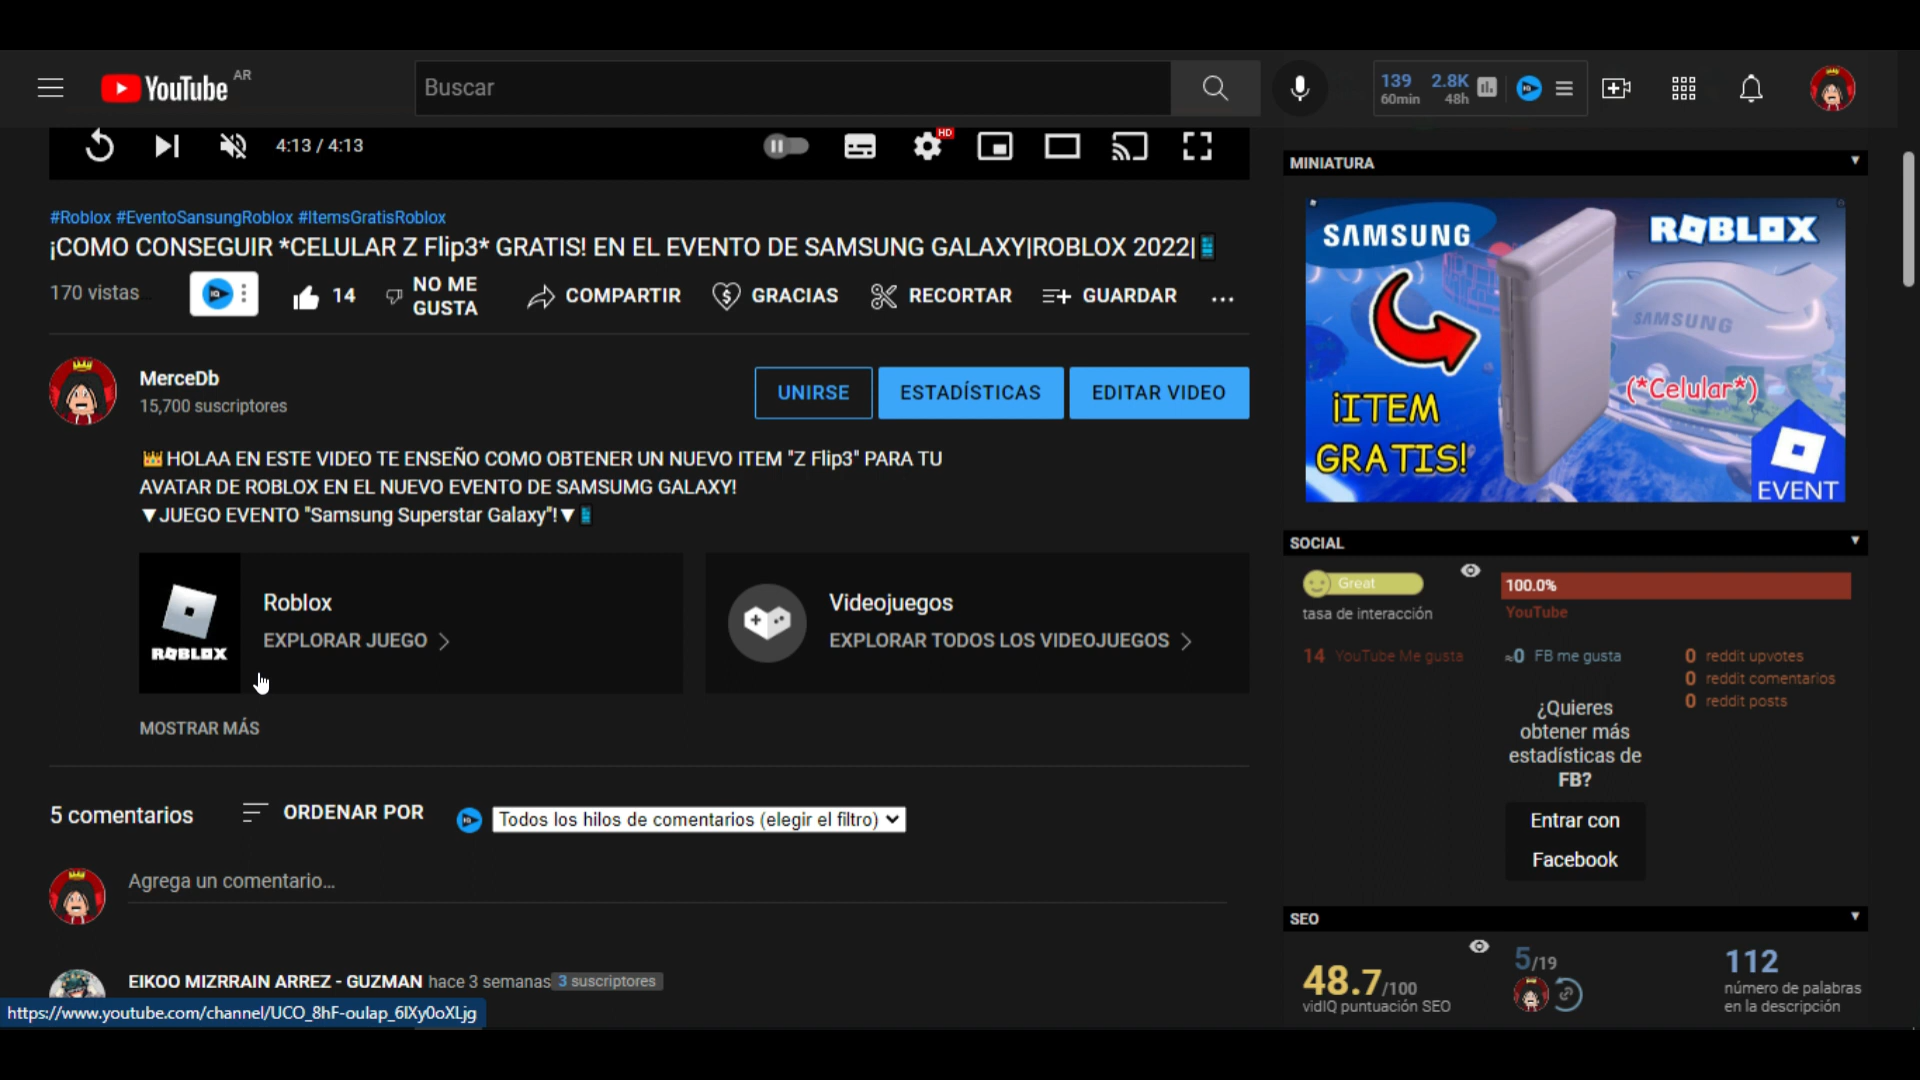 YouTube AR
Buscar
139 2.8K
60min 48h
4:13 / 4:13
HD
#Roblox #EventoSansungRoblox #ItemsGratisRoblox
¡COMO CONSEGUIR *CELULAR Z Flip3* GRATIS! EN EL EVENTO DE SAMSUNG GALAXY|ROBLOX 2022|📱
170 vistas
14
NO ME
GUSTA
COMPARTIR
GRACIAS
RECORTAR
GUARDAR
MerceDb
15,700 suscriptores
UNIRSE
ESTADÍSTICAS
EDITAR VIDEO
👑HOLAA EN ESTE VIDEO TE ENSEÑO COMO OBTENER UN NUEVO ITEM "Z Flip3" PARA TU
AVATAR DE ROBLOX EN EL NUEVO EVENTO DE SAMSUMG GALAXY!
▼JUEGO EVENTO "Samsung Superstar Galaxy"!▼📱
ROBLOX
Roblox
EXPLORAR JUEGO
Videojuegos
EXPLORAR TODOS LOS VIDEOJUEGOS
MOSTRAR MÁS
5 comentarios
ORDENAR POR
Todos los hilos de comentarios (elegir el filtro)
Agrega un comentario...
EIKOO MIZRRAIN ARREZ - GUZMAN hace 3 semanas 3 suscriptores
https://www.youtube.com/channel/UCO_8hF-oulap_6lXy0oXLjg
MINIATURA
SAMSUNG
ROBLOX
SAMSUNG
(*Celular*)
¡ITEM
GRATIS!
EVENT
SOCIAL
Great
tasa de interacción
100.0%
YouTube
14 YouTube Me gusta
≈0 FB me gusta
0 reddit upvotes
0 reddit comentarios
0 reddit posts
¿Quieres
obtener más
estadísticas de
FB?
Entrar con
Facebook
SEO
48.7/100
vidIQ puntuación SEO
5/19
112
número de palabras
en la descripción